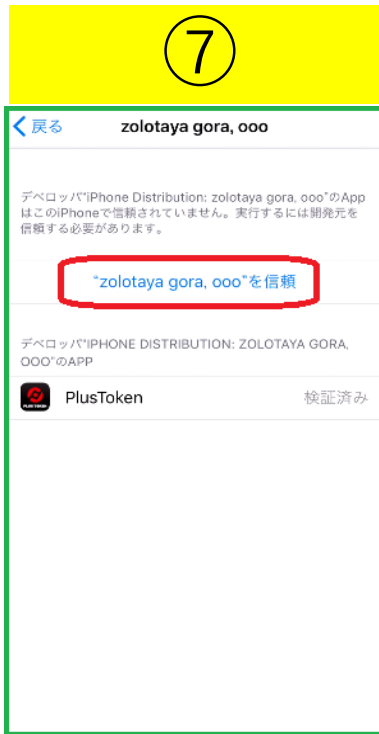 ⑦
戻る zolotaya gora, ooo
デベロッパ"iPhone Distribution: zolotaya gora, ooo"のApp
はこのiPhoneで信頼されていません。実行するには開発元を
信頼する必要があります。
"zolotaya gora, ooo"を信頼
デベロッパ"IPHONE DISTRIBUTION: ZOLOTAYA GORA,
OOO"のAPP
PLUS TOKEN
PlusToken 検証済み